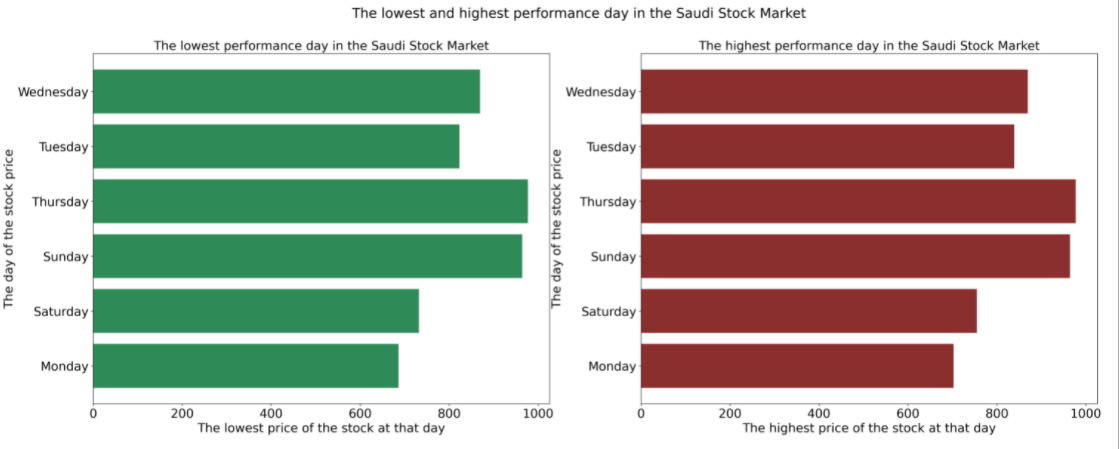 The lowest and highest performance day in the Saudi Stock Market
The lowest performance day in the Saudi Stock Market
The day of the stock price
Wednesday
Tuesday
Thursday
Sunday
Saturday
Monday
0 200 400 600 800 1000
The lowest price of the stock at that day
The highest performance day in the Saudi Stock Market
The day of the stock price
Wednesday
Tuesday
Thursday
Sunday
Saturday
Monday
0 200 400 600 800 1000
The highest price of the stock at that day